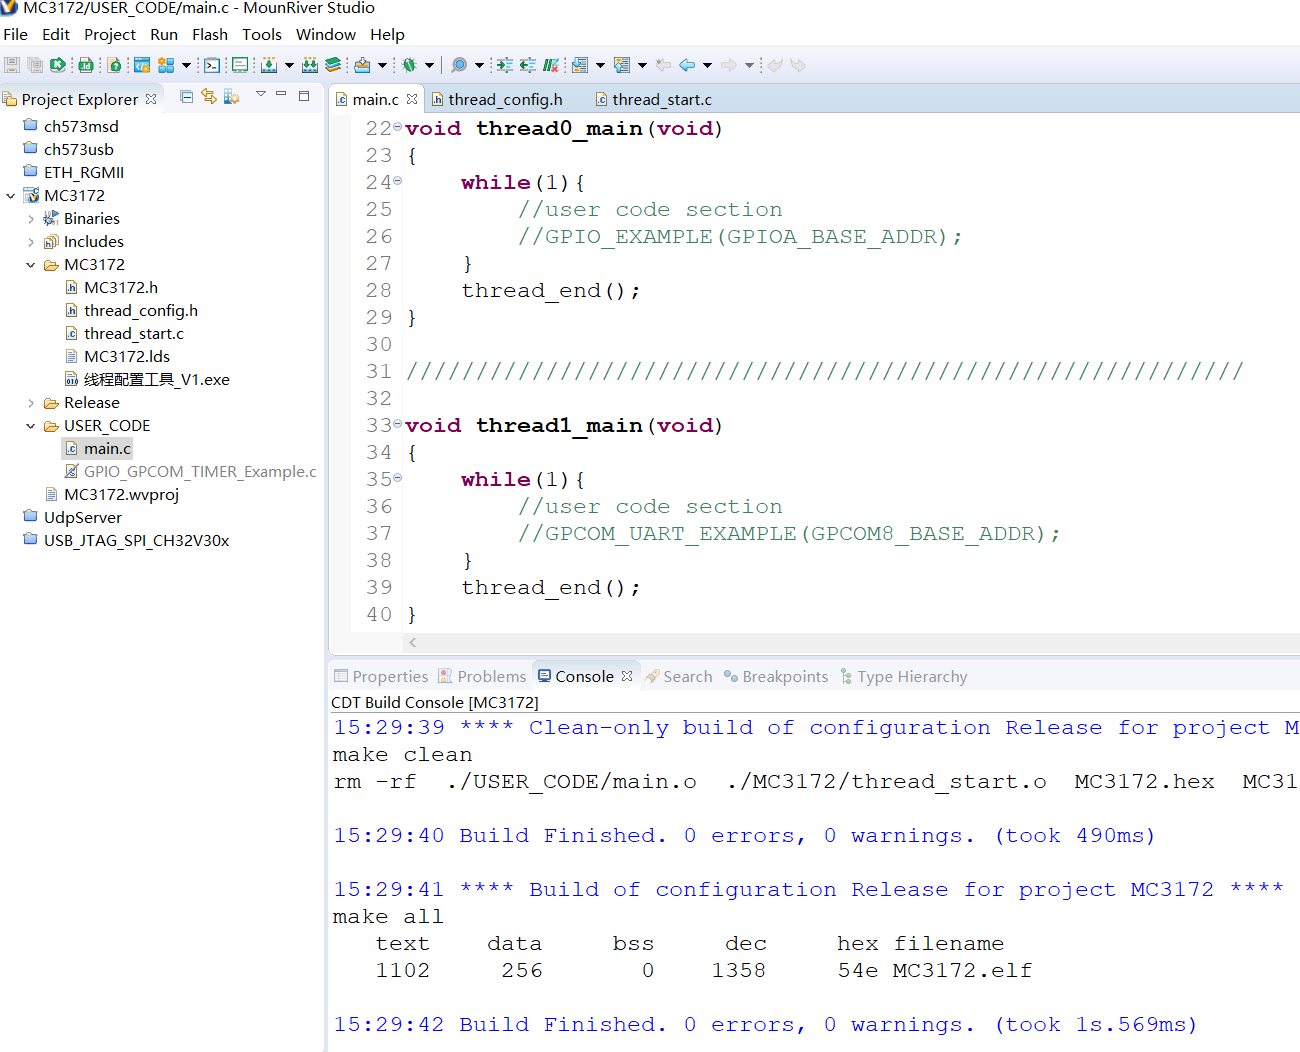 MC3172/USER_CODE/main.c - MounRiver Studio
File Edit Project Run Flash Tools Window Help
Project Explorer
ch573msd
ch573usb
ETH_RGMII
MC3172
Binaries
Includes
MC3172
MC3172.h
thread_config.h
thread_start.c
MC3172.lds
线程配置工具_V1.exe
Release
USER_CODE
main.c
GPIO_GPCOM_TIMER_Example.c
MC3172.wvproj
UdpServer
USB_JTAG_SPI_CH32V30x
main.c thread_config.h thread_start.c
22 void thread0_main(void)
23 {
24 while(1){
25 //user code section
26 //GPIO_EXAMPLE(GPIOA_BASE_ADDR);
27 }
28 thread_end();
29 }
30
31 ////////////////////////////////////////////////////////////
32
33 void thread1_main(void)
34 {
35 while(1){
36 //user code section
37 //GPCOM_UART_EXAMPLE(GPCOM8_BASE_ADDR);
38 }
39 thread_end();
40 }
Properties Problems Console Search Breakpoints Type Hierarchy
CDT Build Console [MC3172]
15:29:39 **** Clean-only build of configuration Release for project M
make clean
rm -rf ./USER_CODE/main.o ./MC3172/thread_start.o MC3172.hex MC31
15:29:40 Build Finished. 0 errors, 0 warnings. (took 490ms)
15:29:41 **** Build of configuration Release for project MC3172 ****
make all
text data bss dec hex filename
1102 256 0 1358 54e MC3172.elf
15:29:42 Build Finished. 0 errors, 0 warnings. (took 1s.569ms)